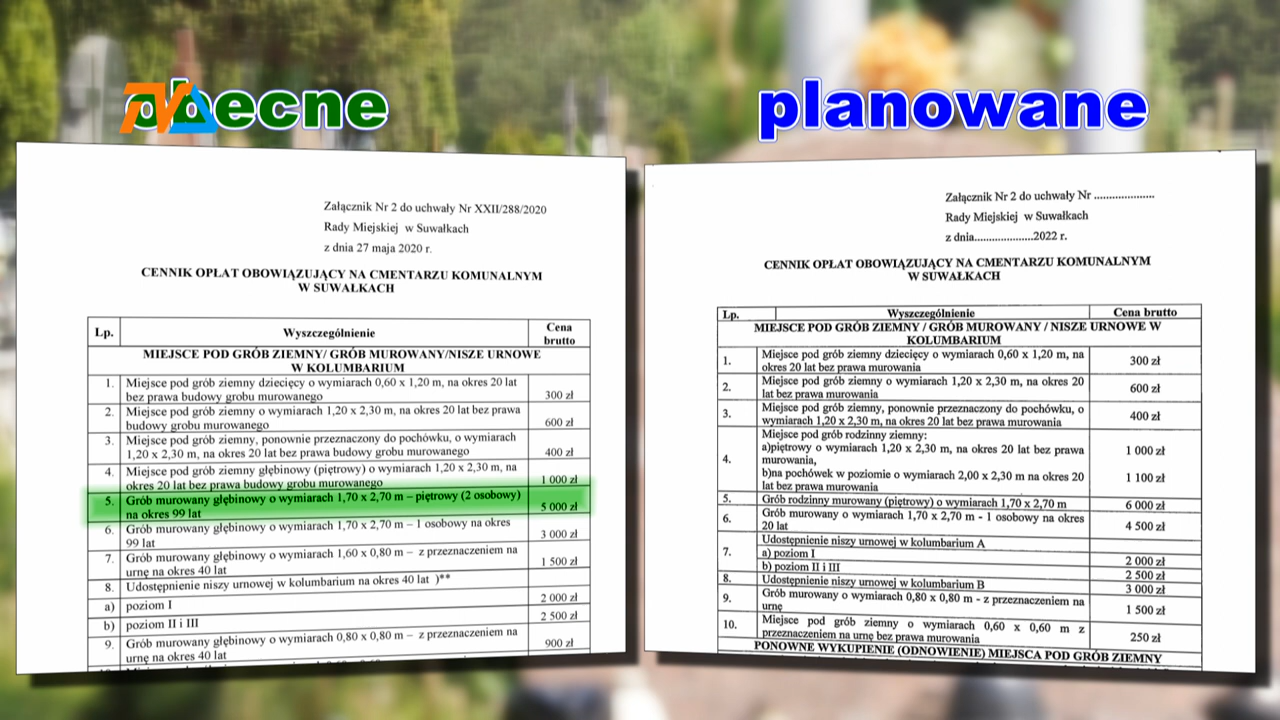 obecne
TV
planowane
Załącznik Nr 2 do uchwały Nr XXII/288/2020
Rady Miejskiej w Suwałkach
z dnia 27 maja 2020 r.
CENNIK OPŁAT OBOWIĄZUJĄCY NA CMENTARZU KOMUNALNYM
W SUWAŁKACH
Lp. Wyszczególnienie Cena
brutto
MIEJSCE POD GRÓB ZIEMNY/ GRÓB MUROWANY/NISZE URNOWE
W KOLUMBARIUM
1. Miejsce pod grób ziemny dziecięcy o wymiarach 0,60 x 1,20 m, na okres 20 lat
bez prawa budowy grobu murowanego 300 zł
2. Miejsce pod grób ziemny o wymiarach 1,20 x 2,30 m, na okres 20 lat bez prawa
budowy grobu murowanego 600 zł
3. Miejsce pod grób ziemny, ponownie przeznaczony do pochówku, o wymiarach
1,20 x 2,30 m, na okres 20 lat bez prawa budowy grobu murowanego 400 zł
4. Miejsce pod grób ziemny głębinowy (piętrowy) o wymiarach 1,20 x 2,30 m, na
okres 20 lat bez prawa budowy grobu murowanego 1 000 zł
5. Grób murowany głębinowy o wymiarach 1,70 x 2,70 m – piętrowy (2 osobowy)
na okres 99 lat 5 000 zł
6. Grób murowany głębinowy o wymiarach 1,70 x 2,70 m – 1 osobowy na okres
99 lat 3 000 zł
7. Grób murowany głębinowy o wymiarach 1,60 x 0,80 m – z przeznaczeniem na
urnę na okres 40 lat 1 500 zł
8. Udostępnienie niszy urnowej w kolumbarium na okres 40 lat )**
a) poziom I 2 000 zł
b) poziom II i III 2 500 zł
9. Grób murowany głębinowy o wymiarach 0,80 x 0,80 m – z przeznaczeniem na
urnę na okres 40 lat 900 zł
Załącznik Nr 2 do uchwały Nr ...................
Rady Miejskiej w Suwałkach
z dnia...................2022 r.
CENNIK OPŁAT OBOWIĄZUJĄCY NA CMENTARZU KOMUNALNYM
W SUWAŁKACH
Lp. Wyszczególnienie Cena brutto
MIEJSCE POD GRÓB ZIEMNY / GRÓB MUROWANY / NISZE URNOWE W
KOLUMBARIUM
1. Miejsce pod grób ziemny dziecięcy o wymiarach 0,60 x 1,20 m, na
okres 20 lat bez prawa murowania 300 zł
2. Miejsce pod grób ziemny o wymiarach 1,20 x 2,30 m, na okres 20
lat bez prawa murowania 600 zł
3. Miejsce pod grób ziemny, ponownie przeznaczony do pochówku, o
wymiarach 1,20 x 2,30 m, na okres 20 lat bez prawa murowania 400 zł
4. Miejsce pod grób rodzinny ziemny:
a)piętrowy o wymiarach 1,20 x 2,30 m, na okres 20 lat bez prawa
murowania, 1 000 zł
b)na pochówek w poziomie o wymiarach 2,00 x 2,30 m na okres 20
lat bez prawa murowania 1 100 zł
5. Grób rodzinny murowany (piętrowy) o wymiarach 1,70 x 2,70 m 6 000 zł
6. Grób murowany o wymiarach 1,70 x 2,70 m - 1 osobowy na okres
20 lat 4 500 zł
7. Udostępnienie niszy urnowej w kolumbarium A
a) poziom I 2 000 zł
b) poziom II i III 2 500 zł
8. Udostępnienie niszy urnowej w kolumbarium B 3 000 zł
9. Grób murowany o wymiarach 0,80 x 0,80 m - z przeznaczeniem na
urnę 1 500 zł
10. Miejsce pod grób ziemny o wymiarach 0,60 x 0,60 m z
przeznaczeniem na urnę bez prawa murowania 250 zł
PONOWNE WYKUPIENIE (ODNOWIENIE) MIEJSCA POD GRÓB ZIEMNY